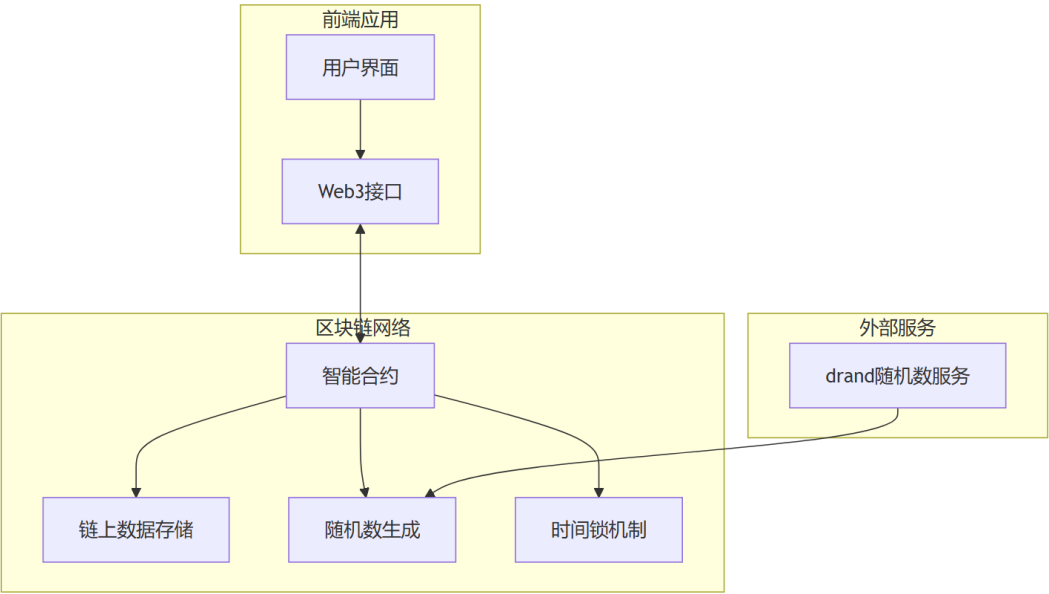 前端应用
用户界面
Web3接口
区块链网络
外部服务
智能合约
drand随机数服务
链上数据存储
随机数生成
时间锁机制